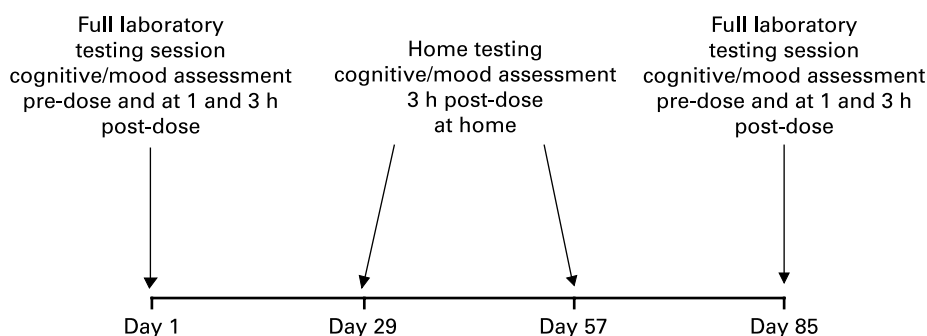 Full laboratory
testing session
cognitive/mood assessment
pre-dose and at 1 and 3 h
post-dose
Home testing
cognitive/mood assessment
3 h post-dose
at home
Full laboratory
testing session
cognitive/mood assessment
pre-dose and at 1 and 3 h
post-dose
Day 1
Day 29
Day 57
Day 85